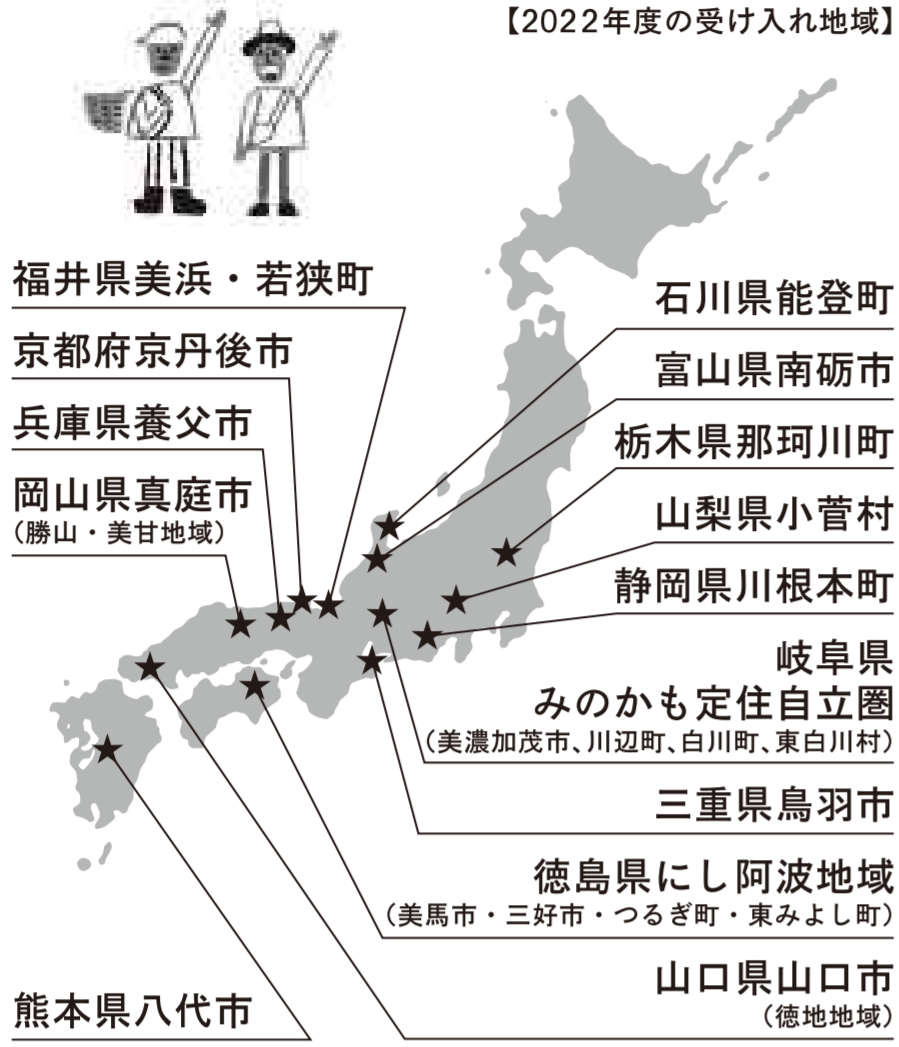 【2022年度の受け入れ地域】
福井県美浜・若狭町
京都府京丹後市
兵庫県養父市
岡山県真庭市
（勝山・美甘地域）
石川県能登町
富山県南砺市
栃木県那珂川町
山梨県小菅村
静岡県川根本町
岐阜県
みのかも定住自立圏
（美濃加茂市、川辺町、白川町、東白川村）
三重県鳥羽市
徳島県にし阿波地域
（美馬市・三好市・つるぎ町・東みよし町）
山口県山口市
（徳地地域）
熊本県八代市